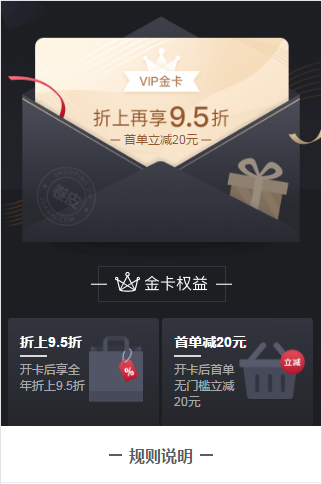 VIP金卡
折上再享9.5折
首单立减20元
卷皮
金卡权益
折上9.5折
开卡后享全
年折上9.5折
%
首单减20元
开卡后首单
无门槛立减
20元
立减
规则说明